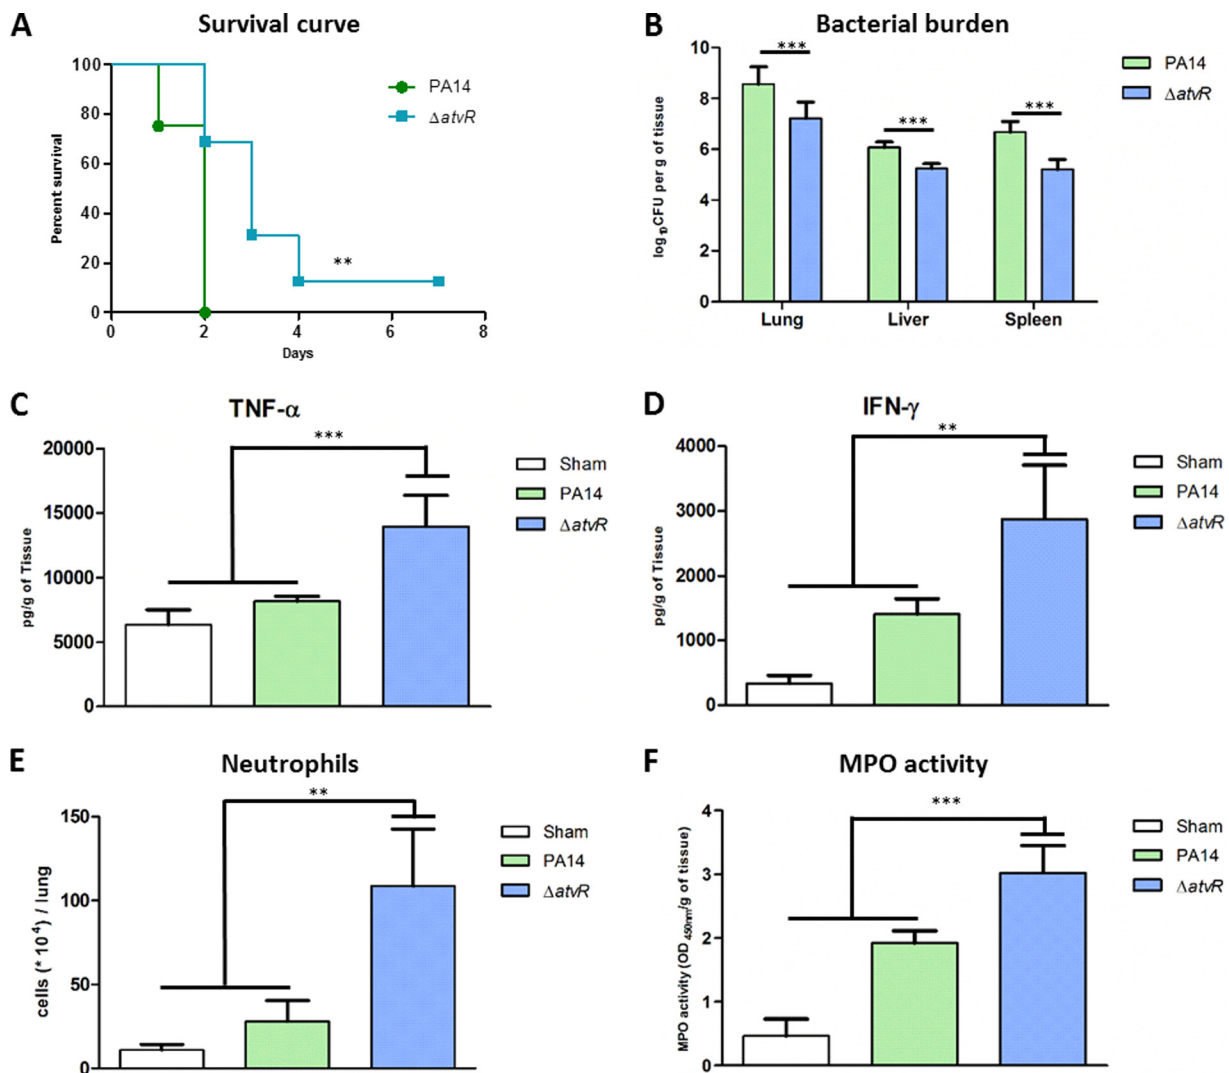 A
Survival curve
100
80
60
40
20
0
Percent survival
0
2
4
6
8
Days
**
PA14
ΔatvR
B
Bacterial burden
10
8
6
4
2
0
log10CFU per g of tissue
***
***
***
Lung
Liver
Spleen
PA14
ΔatvR
C
TNF-α
20000
15000
10000
5000
0
pg/g of Tissue
***
Sham
PA14
ΔatvR
D
IFN-γ
4000
3000
2000
1000
0
pg/g of Tissue
**
Sham
PA14
ΔatvR
E
Neutrophils
150
100
50
0
cells (* 10⁴) / lung
**
Sham
PA14
ΔatvR
F
MPO activity
4
3
2
1
0
MPO activity (OD 450nm/g of tissue)
***
Sham
PA14
ΔatvR